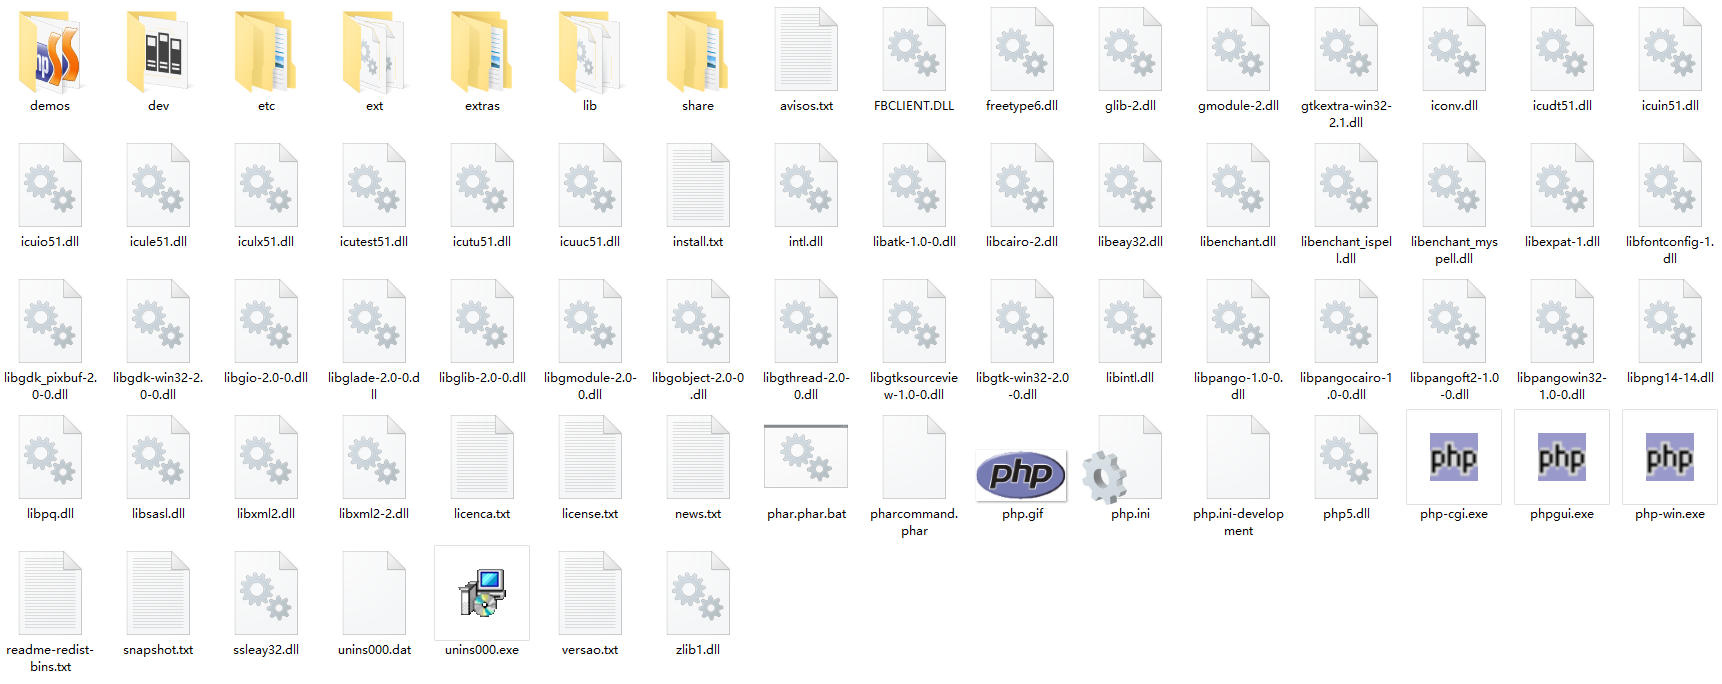 demos
dev
etc
ext
extras
lib
share
avisos.txt
FBCLIENT.DLL
freetype6.dll
glib-2.dll
gmodule-2.dll
gtkextra-win32-
2.1.dll
iconv.dll
icudt51.dll
icuin51.dll
icuio51.dll
icule51.dll
iculx51.dll
icutest51.dll
icutu51.dll
icuuc51.dll
install.txt
intl.dll
libatk-1.0-0.dll
libcairo-2.dll
libeay32.dll
libenchant.dll
libenchant_ispel
l.dll
libenchant_mys
pell.dll
libexpat-1.dll
libfontconfig-1.
dll
libgdk_pixbuf-2.
0-0.dll
libgdk-win32-2.
0-0.dll
libgio-2.0-0.dll
libglade-2.0-0.d
ll
libglib-2.0-0.dll
libgmodule-2.0-
0.dll
libgobject-2.0-0
.dll
libgthread-2.0-
0.dll
libgtksourcevie
w-1.0-0.dll
libgtk-win32-2.0
-0.dll
libintl.dll
libpango-1.0-0.
dll
libpangocairo-1
.0-0.dll
libpangoft2-1.0
-0.dll
libpangowin32-
1.0-0.dll
libpng14-14.dll
libpq.dll
libsasl.dll
libxml2.dll
libxml2-2.dll
licenca.txt
license.txt
news.txt
phar.phar.bat
pharcommand.
phar
php
php.gif
php.ini
php.ini-develop
ment
php5.dll
php
php-cgi.exe
php
phpgui.exe
php
php-win.exe
readme-redist-
bins.txt
snapshot.txt
ssleay32.dll
unins000.dat
unins000.exe
versao.txt
zlib1.dll